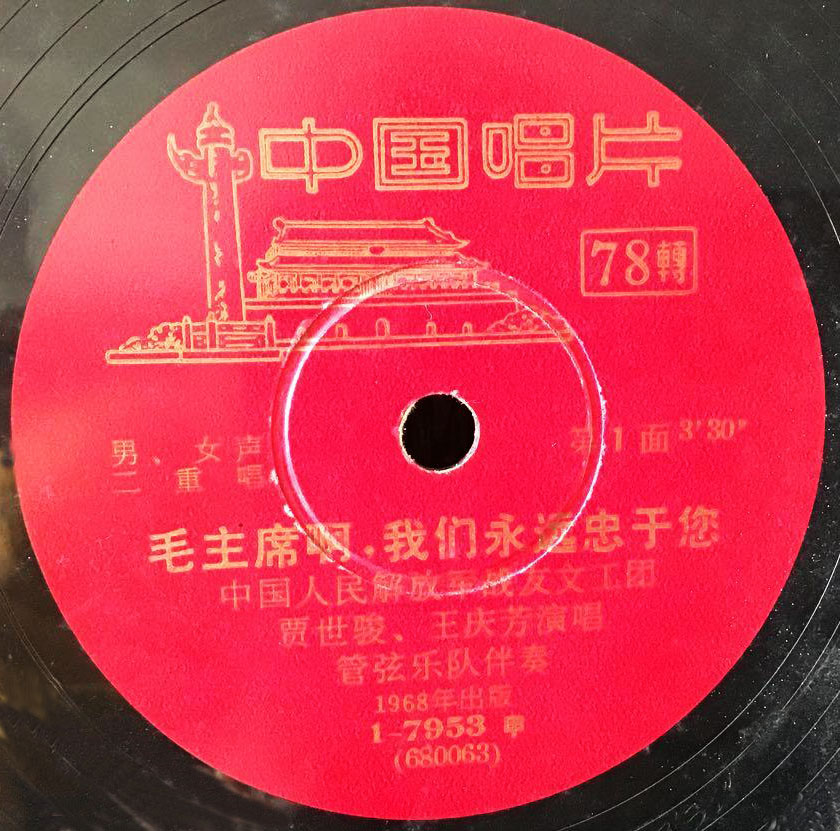 中国唱片
78轉
男、女声
二重唱
第1面 3'30"
毛主席啊,我们永远忠于您
中国人民解放军战友文工团
贾世骏、王庆芳演唱
管弦乐队伴奏
1968年出版
1-7953 甲
(680063)